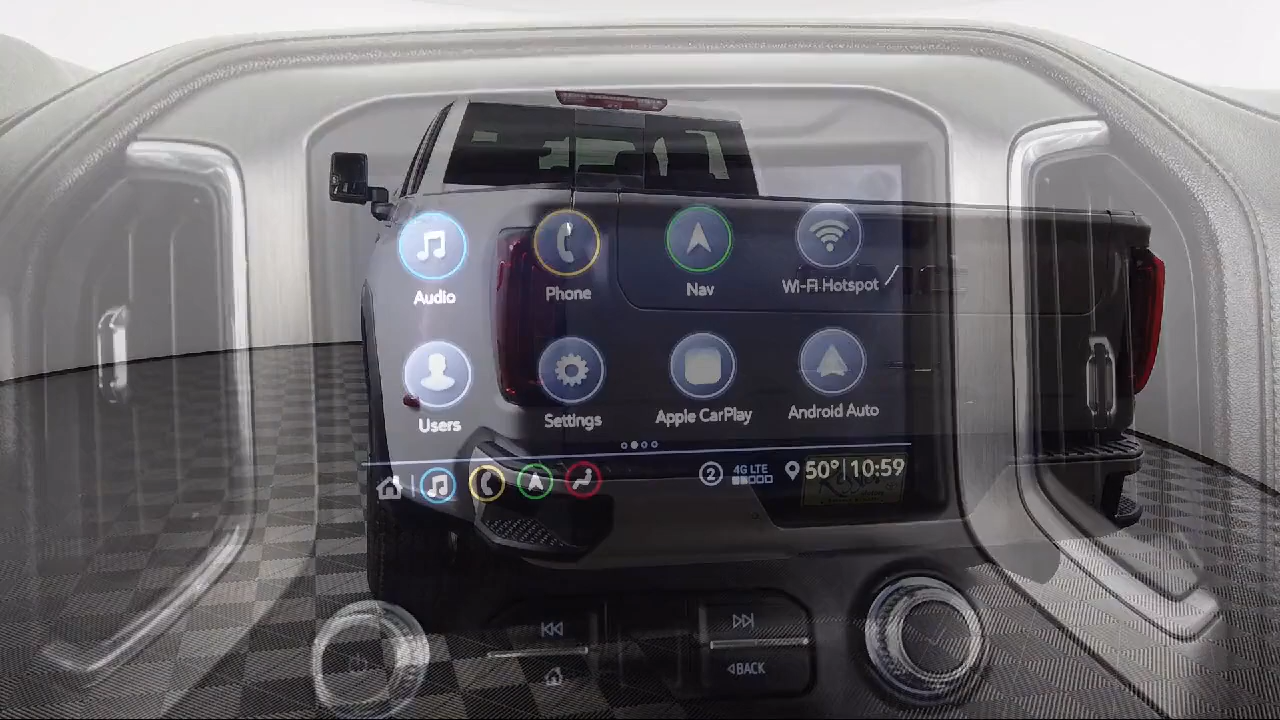 Audio Phone Nav Wi-Fi Hotspot
Users Settings Apple CarPlay Android Auto
2 4G LTE 50° 10:59
BACK